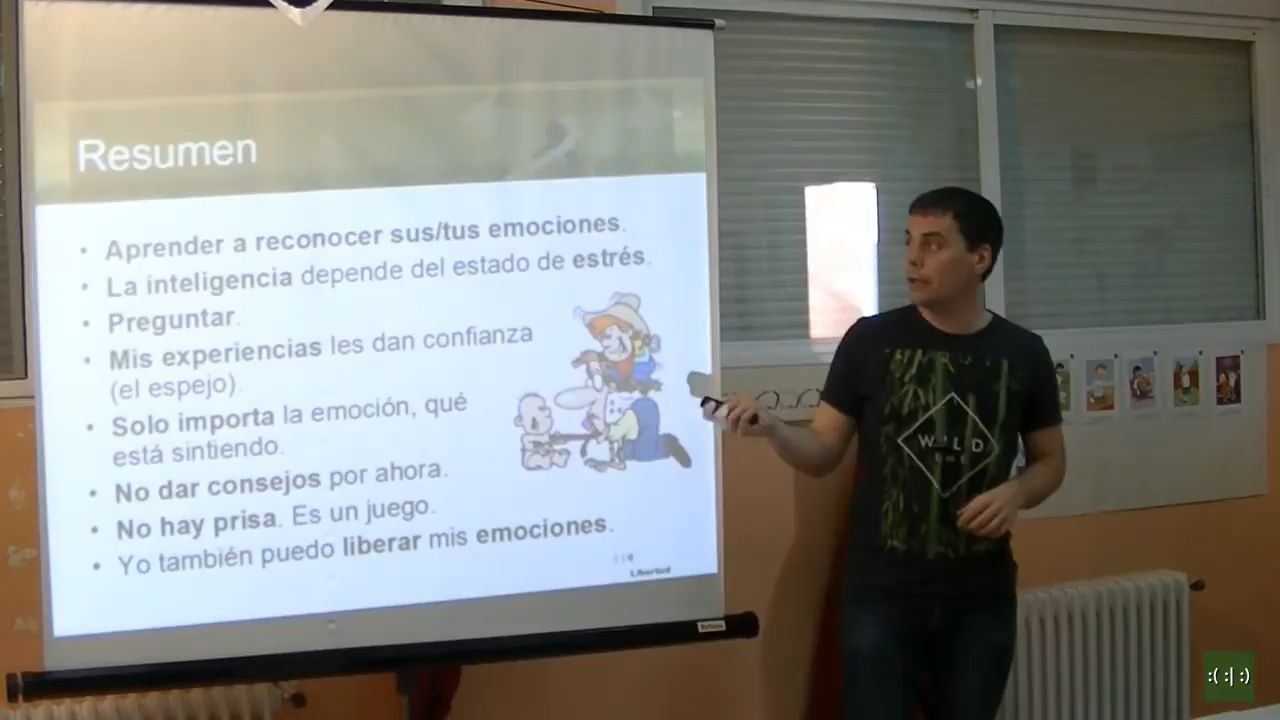 Resumen
• Aprender a reconocer sus/tus emociones.
• La inteligencia depende del estado de estrés.
• Preguntar.
• Mis experiencias les dan confianza
(el espejo).
• Solo importa la emoción, qué
está sintiendo.
• No dar consejos por ahora.
• No hay prisa. Es un juego.
• Yo también puedo liberar mis emociones.
Libertad
WILD
:( :| :)